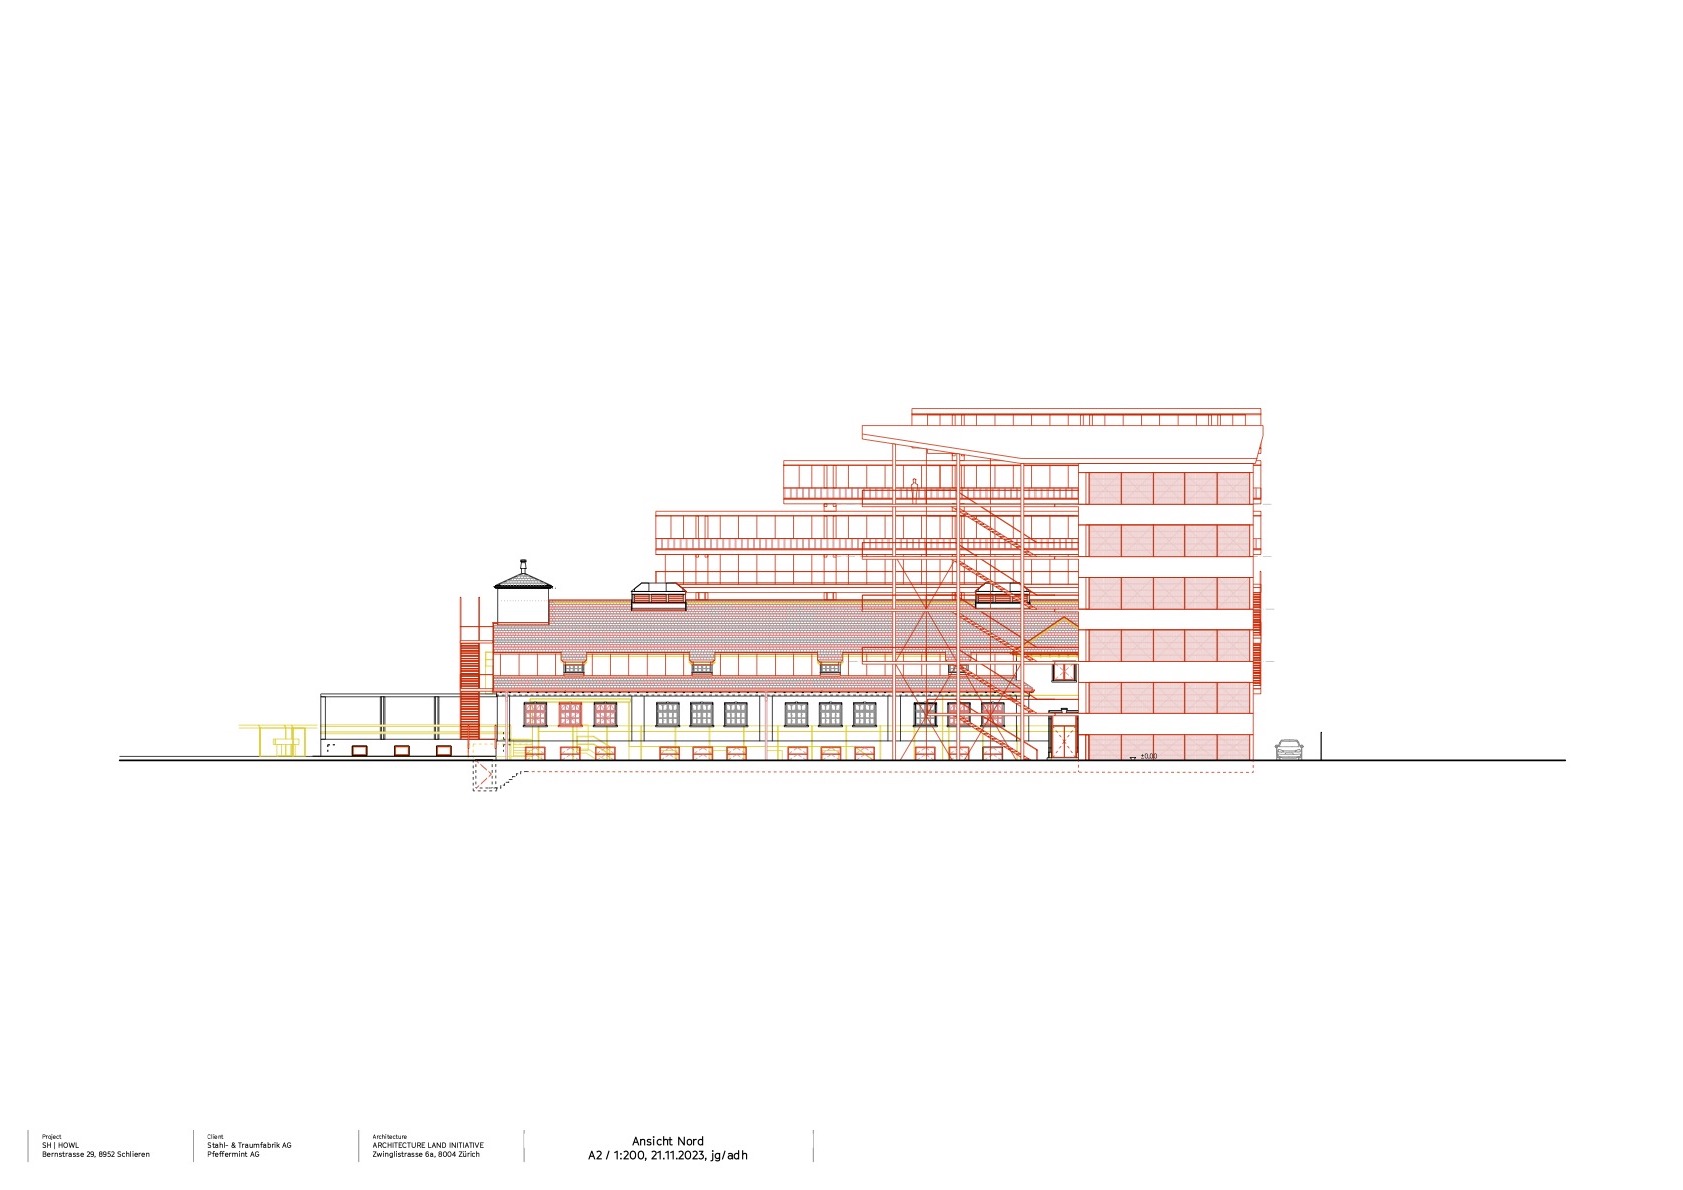 ±0.00
Project
SH | HOWL
Bernstrasse 29, 8952 Schlieren
Client
Stahl- & Traumfabrik AG
Pfeffermint AG
Architecture
ARCHITECTURE LAND INITIATIVE
Zwinglistrasse 6a, 8004 Zürich
Ansicht Nord
A2 / 1:200, 21.11.2023, jg/adh